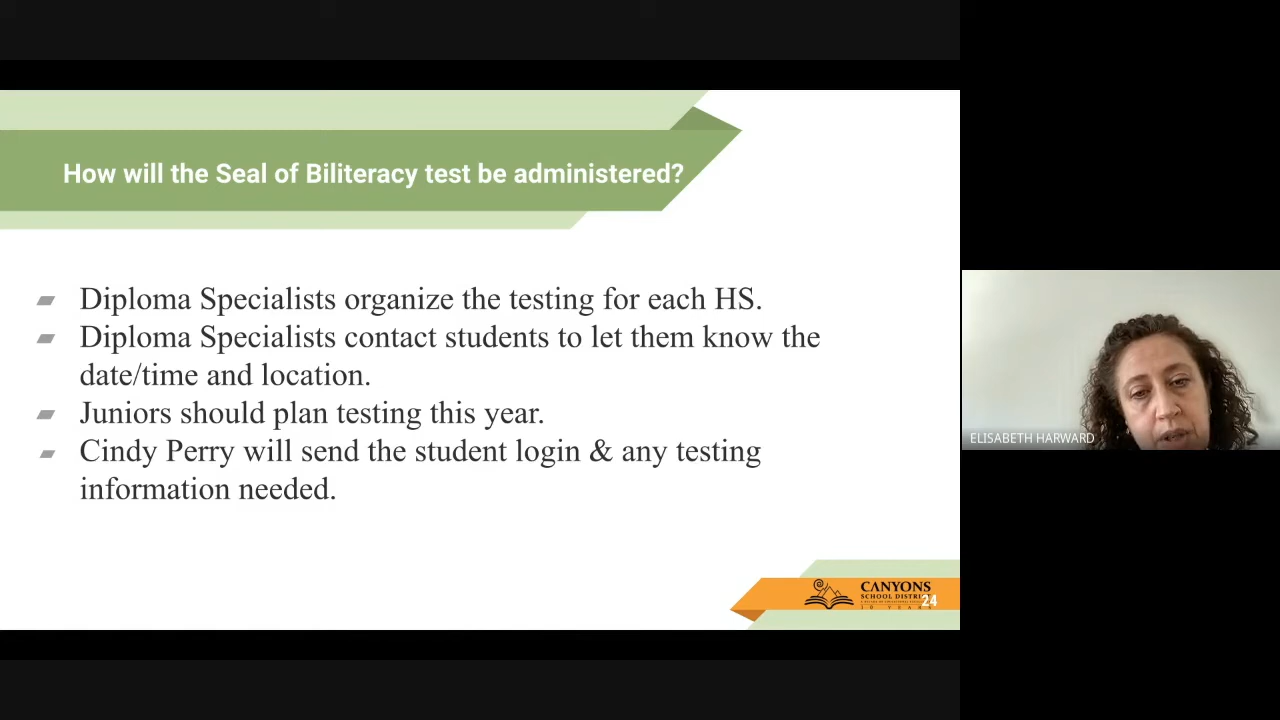 How will the Seal of Biliteracy test be administered?
Diploma Specialists organize the testing for each HS.
Diploma Specialists contact students to let them know the
date/time and location.
Juniors should plan testing this year.
Cindy Perry will send the student login & any testing
information needed.
CANYONS
SCHOOL
24
ELISABETH HARWARD